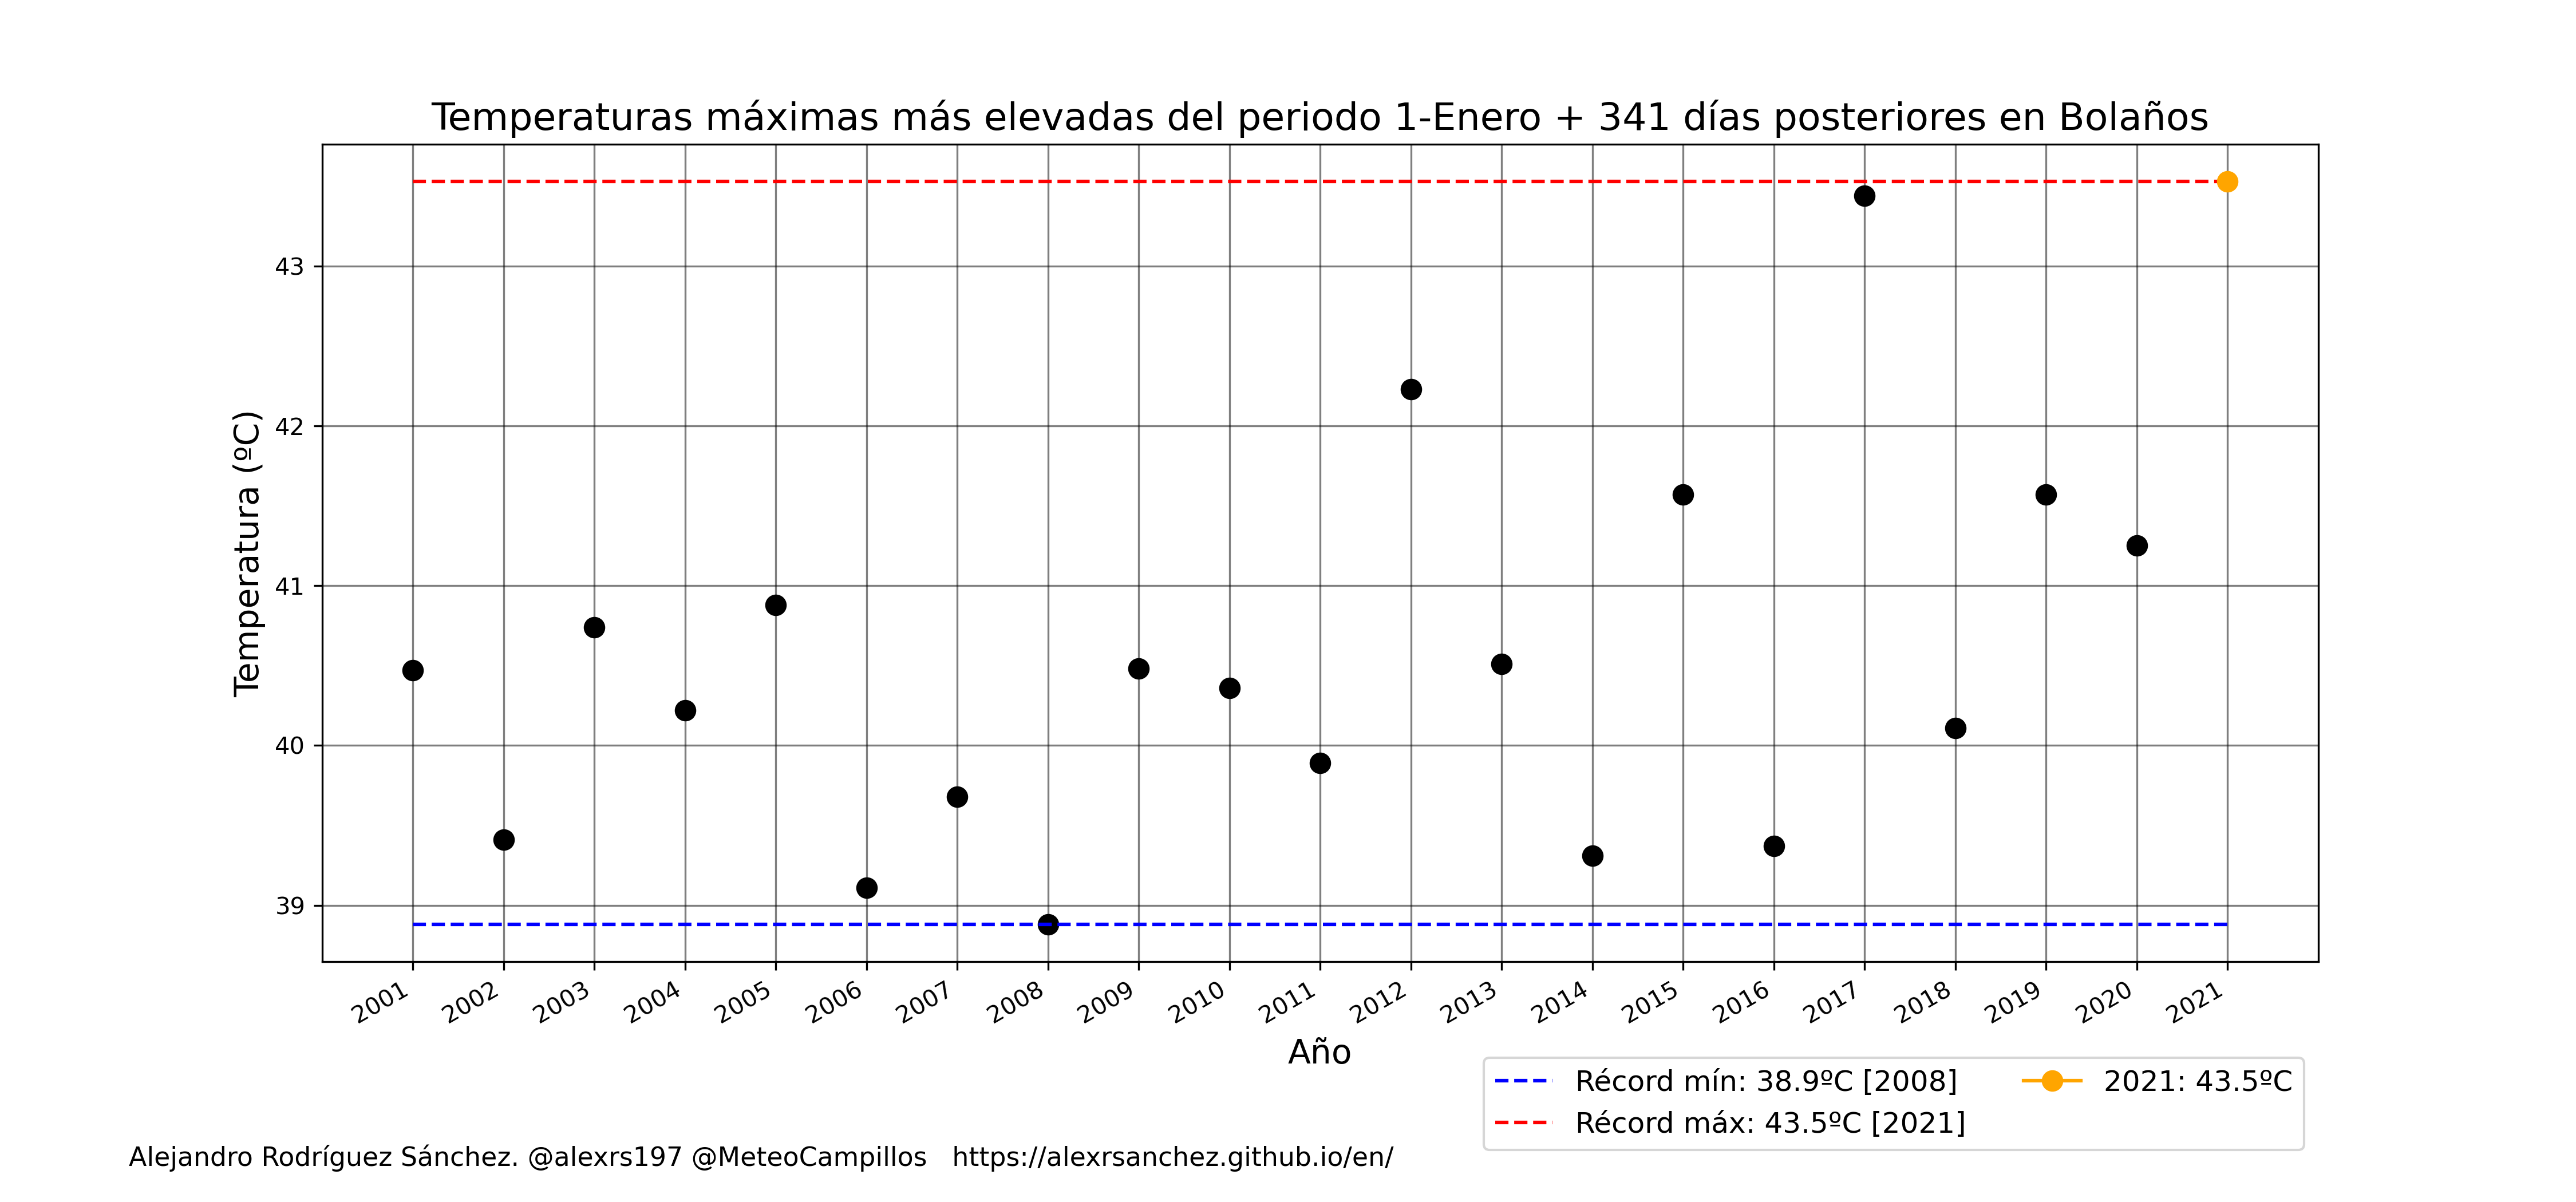 Temperaturas máximas más elevadas del periodo 1-Enero + 341 días posteriores en Bolaños
Temperatura (ºC)
43
42
41
40
39
2001 2002 2003 2004 2005 2006 2007 2008 2009 2010 2011 2012 2013 2014 2015 2016 2017 2018 2019 2020 2021
Año
Récord mín: 38.9ºC [2008]
Récord máx: 43.5ºC [2021]
2021: 43.5ºC
Alejandro Rodríguez Sánchez. @alexrs197 @MeteoCampillos https://alexrsanchez.github.io/en/